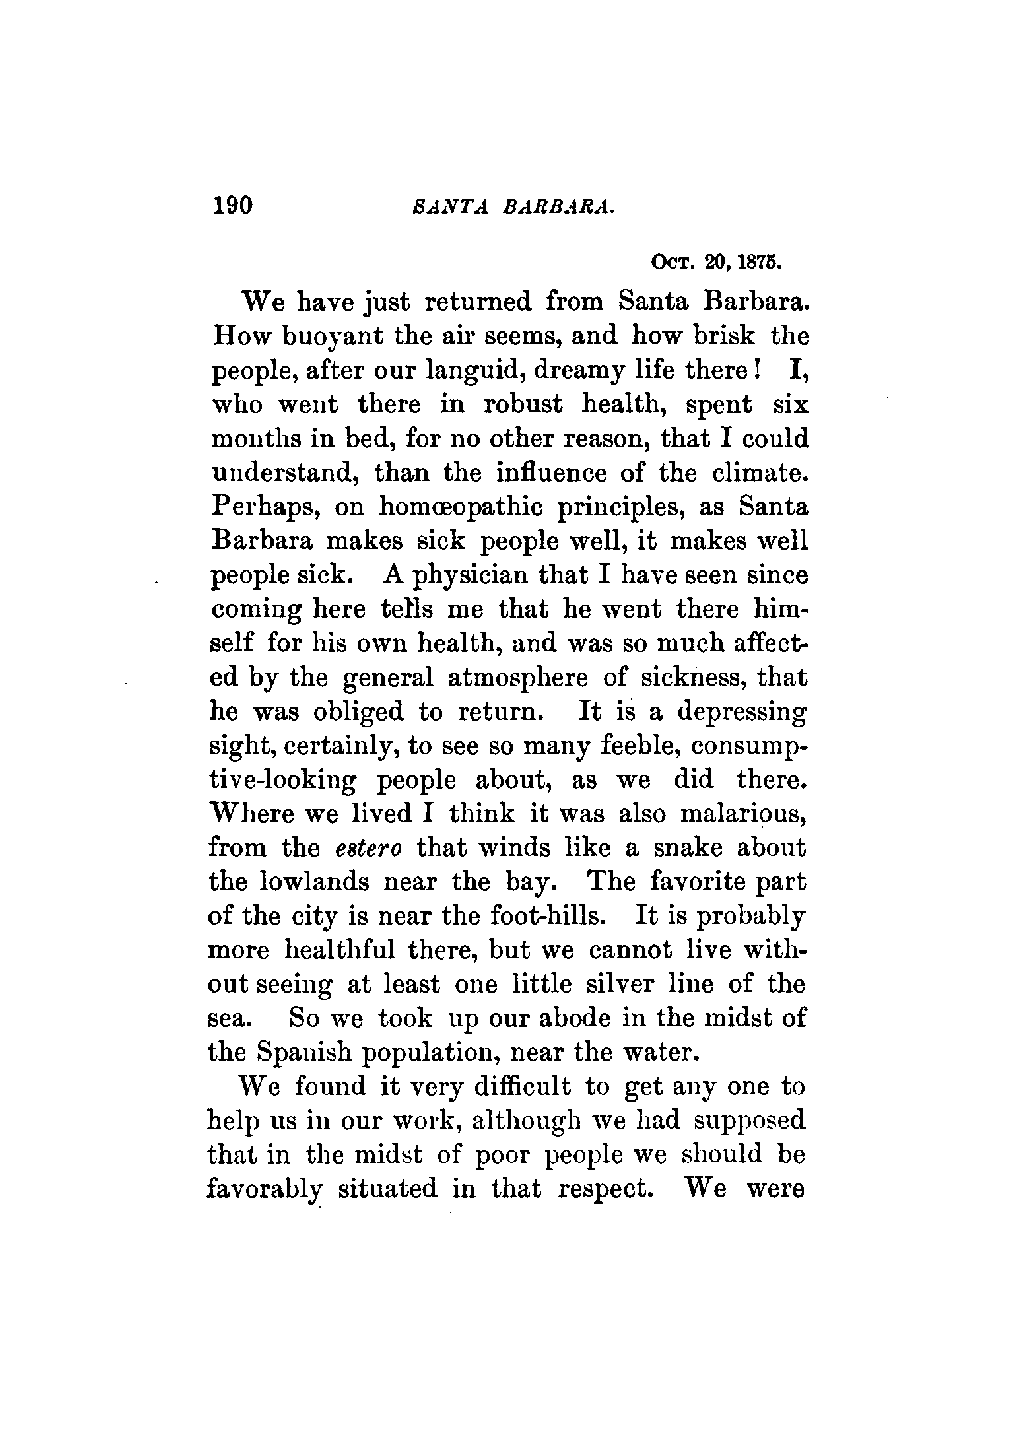 190 SANTA BARBARA.
OCT. 20, 1875.
We have just returned from Santa Barbara.
How buoyant the air seems, and how brisk the
people, after our languid, dreamy life there! I,
who went there in robust health, spent six
months in bed, for no other reason, that I could
understand, than the influence of the climate.
Perhaps, on homœopathic principles, as Santa
Barbara makes sick people well, it makes well
people sick. A physician that I have seen since
coming here tells me that he went there him-
self for his own health, and was so much affect-
ed by the general atmosphere of sickness, that
he was obliged to return. It is a depressing
sight, certainly, to see so many feeble, consump-
tive-looking people about, as we did there.
Where we lived I think it was also malarious,
from the estero that winds like a snake about
the lowlands near the bay. The favorite part
of the city is near the foot-hills. It is probably
more healthful there, but we cannot live with-
out seeing at least one little silver line of the
sea. So we took up our abode in the midst of
the Spanish population, near the water.
We found it very difficult to get any one to
help us in our work, although we had supposed
that in the midst of poor people we should be
favorably situated in that respect. We were